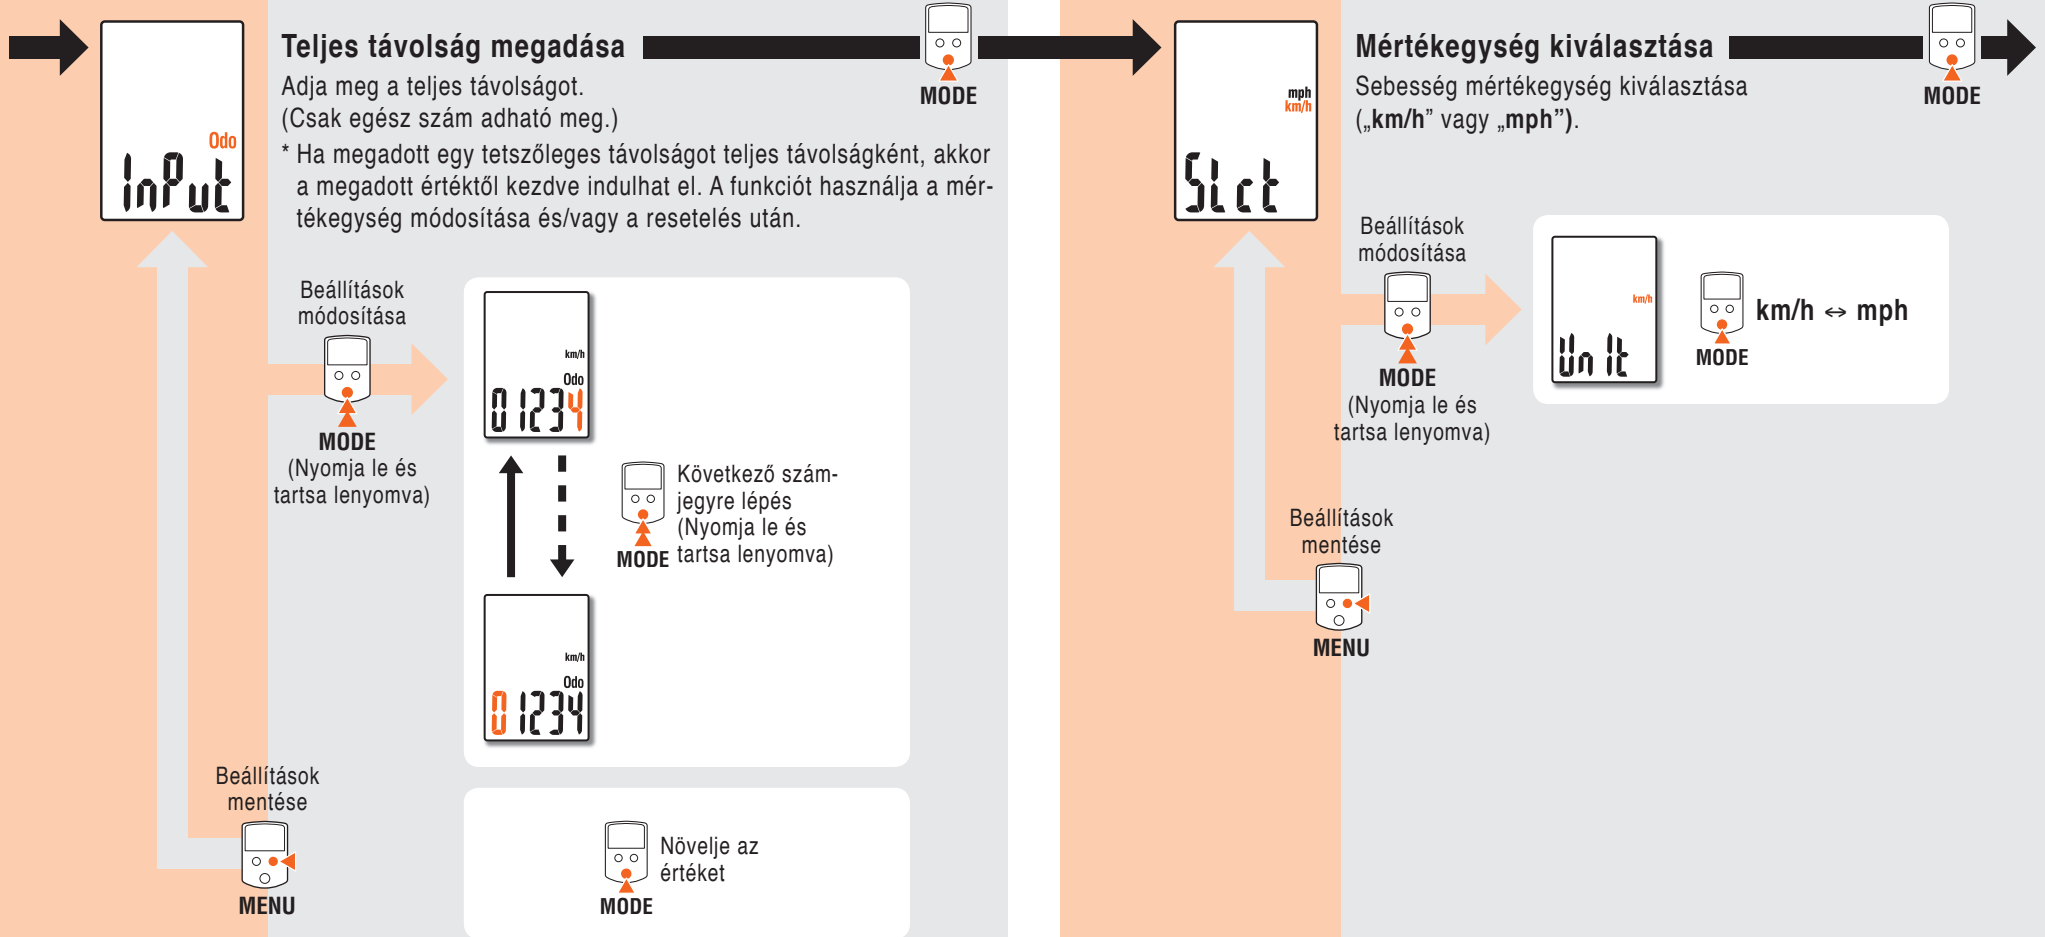 Teljes távolság megadása
MODE
Adja meg a teljes távolságot.
(Csak egész szám adható meg.)
* Ha megadott egy tetszőleges távolságot teljes távolságként, akkor
a megadott értéktől kezdve indulhat el. A funkciót használja a mér-
tékegység módosítása és/vagy a resetelés után.
Odo
InPut
Beállítások
módosítása
MODE
(Nyomja le és
tartsa lenyomva)
km/h
Odo
01234
Következő szám-
jegyre lépés
(Nyomja le és
tartsa lenyomva)
MODE
km/h
Odo
01234
Beállítások
mentése
MENU
Növelje az
értéket
MODE
Mértékegység kiválasztása
MODE
Sebesség mértékegység kiválasztása
(„km/h” vagy „mph”).
mph
km/h
SLct
Beállítások
módosítása
MODE
(Nyomja le és
tartsa lenyomva)
km/h
UnIt
MODE
km/h ↔ mph
Beállítások
mentése
MENU